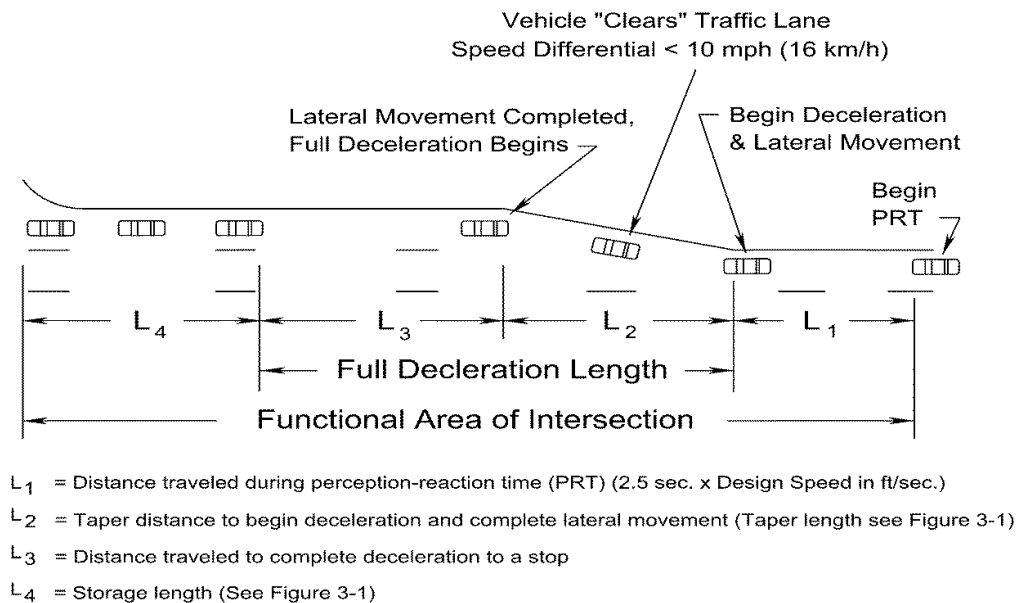 Vehicle "Clears" Traffic Lane
Speed Differential < 10 mph (16 km/h)
Lateral Movement Completed,
Full Deceleration Begins
Begin Deceleration
& Lateral Movement
Begin
PRT
L4
L3
L2
L1
Full Decleration Length
Functional Area of Intersection
L1 = Distance traveled during perception-reaction time (PRT) (2.5 sec. x Design Speed in ft/sec.)
L2 = Taper distance to begin deceleration and complete lateral movement (Taper length see Figure 3-1)
L3 = Distance traveled to complete deceleration to a stop
L4 = Storage length (See Figure 3-1)